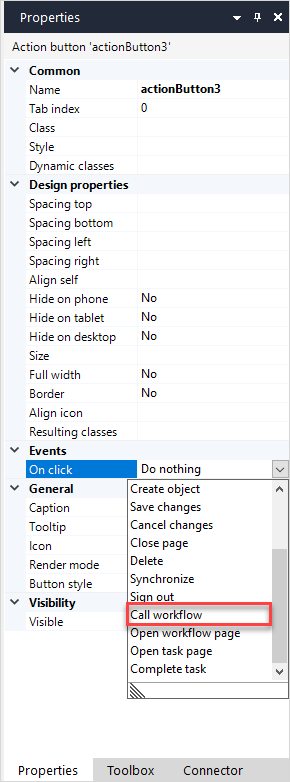 Properties
Action button 'actionButton3'
Common
Name actionButton3
Tab index 0
Class
Style
Dynamic classes
Design properties
Spacing top
Spacing bottom
Spacing left
Spacing right
Align self
Hide on phone No
Hide on tablet No
Hide on desktop No
Size
Full width No
Border No
Align icon
Resulting classes
Events
On click Do nothing
General Create object
Caption Save changes
Tooltip Cancel changes
Icon Close page
Render mode Delete
Button style Synchronize
Visibility Sign out
Visible Call workflow
Open workflow page
Open task page
Complete task
Properties Toolbox Connector